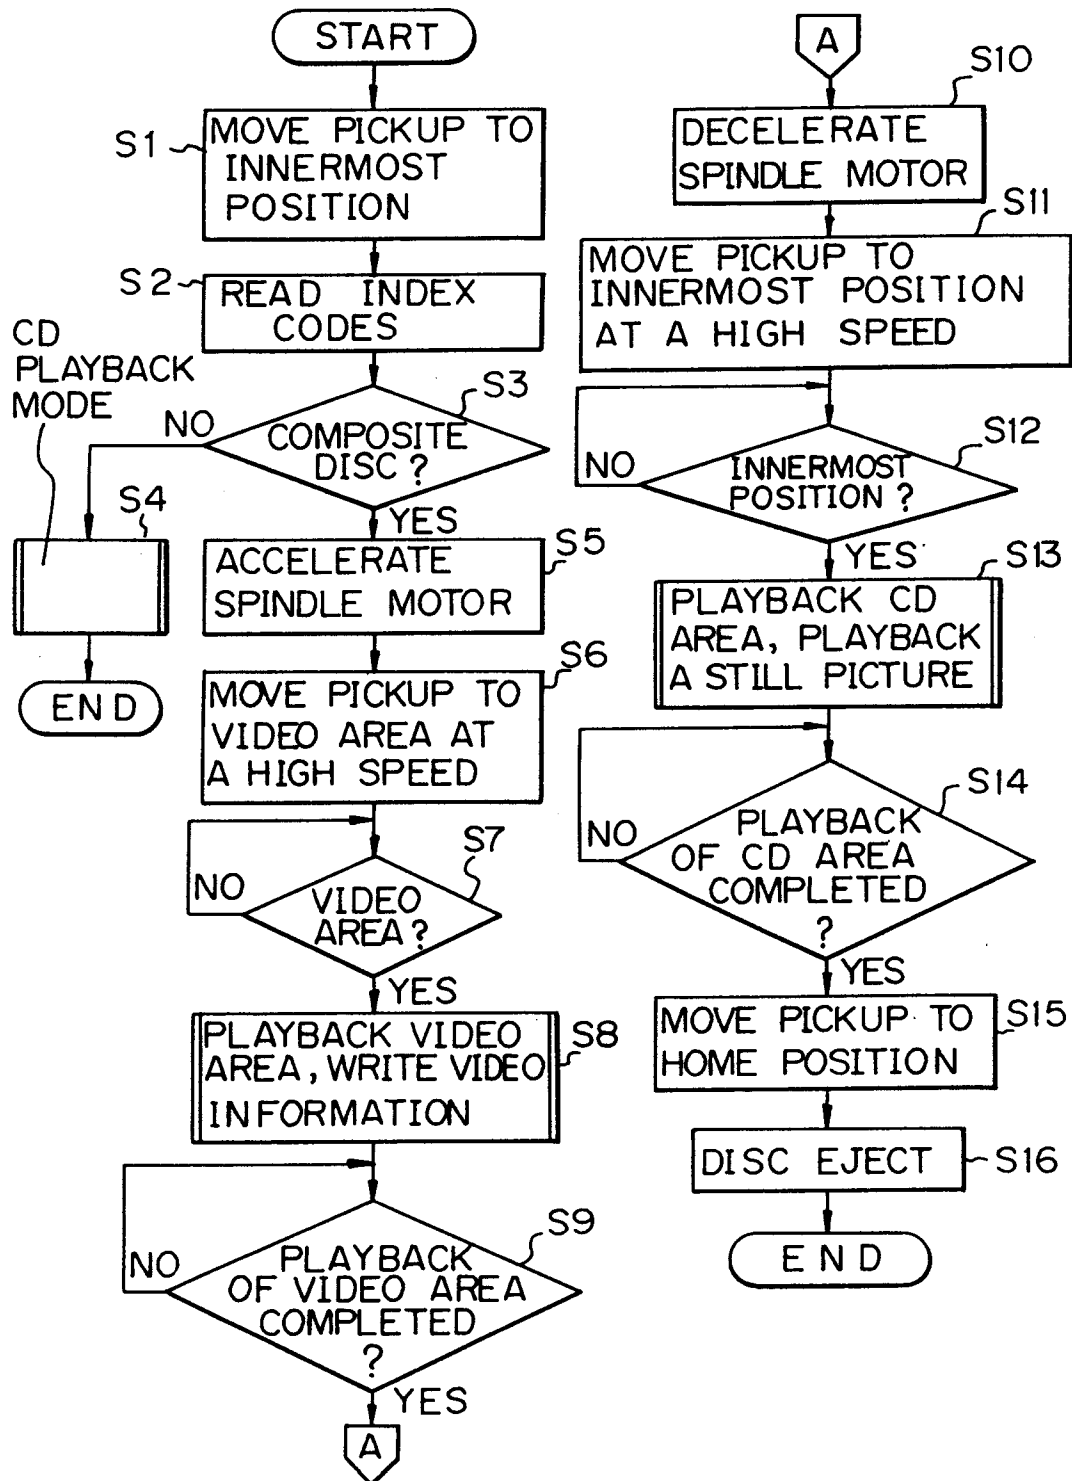 START
S1
MOVE PICKUP TO
INNERMOST
POSITION
S2
READ INDEX
CODES
CD
PLAYBACK
MODE
S3
NO
COMPOSITE
DISC ?
YES
S4
END
S5
ACCELERATE
SPINDLE MOTOR
S6
MOVE PICKUP TO
VIDEO AREA AT
A HIGH SPEED
S7
NO
VIDEO
AREA ?
YES
S8
PLAYBACK VIDEO
AREA, WRITE VIDEO
INFORMATION
S9
NO
PLAYBACK
OF VIDEO AREA
COMPLETED
?
YES
A
A
S10
DECELERATE
SPINDLE MOTOR
S11
MOVE PICKUP TO
INNERMOST POSITION
AT A HIGH SPEED
S12
NO
INNERMOST
POSITION ?
YES
S13
PLAYBACK CD
AREA, PLAYBACK
A STILL PICTURE
S14
NO
PLAYBACK
OF CD AREA
COMPLETED
?
YES
S15
MOVE PICKUP TO
HOME POSITION
DISC EJECT
S16
END